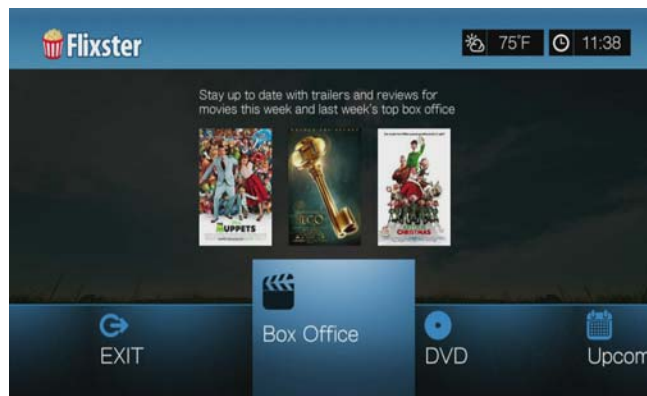 Flixster
75°F
11:38
Stay up to date with trailers and reviews for
movies this week and last week's top box office
MUPPETS
CHRISTMAS
Box Office
EXIT
DVD
Upcom